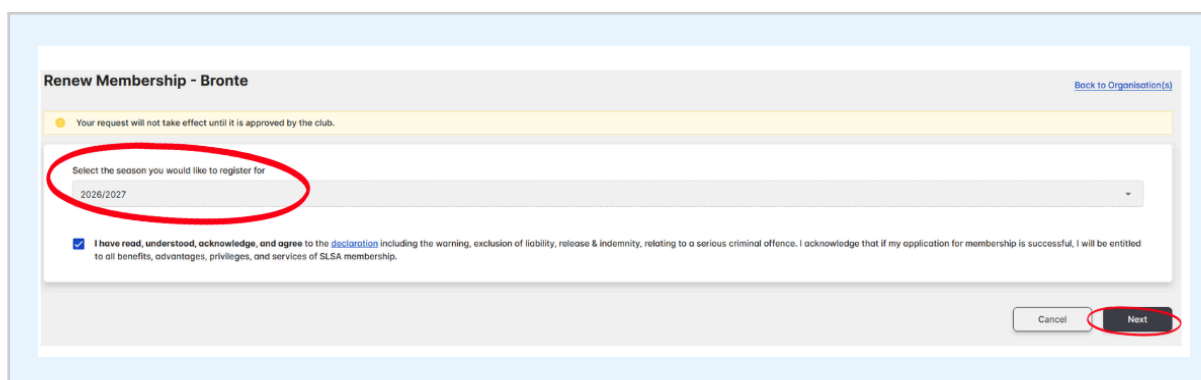 Renew Membership - Bronte
Back to Organisation(s)
Your request will not take effect until it is approved by the club.
Select the season you would like to register for
2026/2027
I have read, understood, acknowledge, and agree to the declaration including the warning, exclusion of liability, release & indemnity, relating to a serious criminal offence. I acknowledge that if my application for membership is successful, I will be entitled
to all benefits, advantages, privileges, and services of SLSA membership.
Cancel
Next